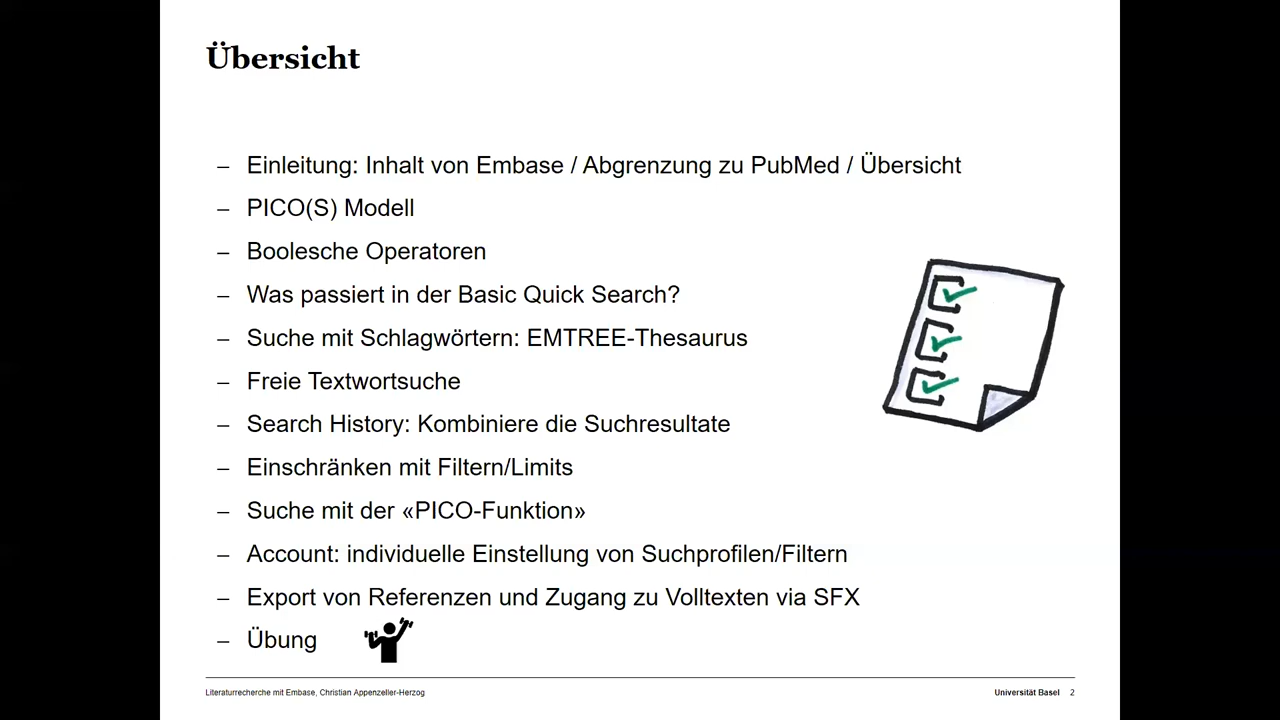 Übersicht
– Einleitung: Inhalt von Embase / Abgrenzung zu PubMed / Übersicht
– PICO(S) Modell
– Boolesche Operatoren
– Was passiert in der Basic Quick Search?
– Suche mit Schlagwörtern: EMTREE-Thesaurus
– Freie Textwortsuche
– Search History: Kombiniere die Suchresultate
– Einschränken mit Filtern/Limits
– Suche mit der «PICO-Funktion»
– Account: individuelle Einstellung von Suchprofilen/Filtern
– Export von Referenzen und Zugang zu Volltexten via SFX
– Übung
Literaturrecherche mit Embase, Christian Appenzeller-Herzog Universität Basel 2